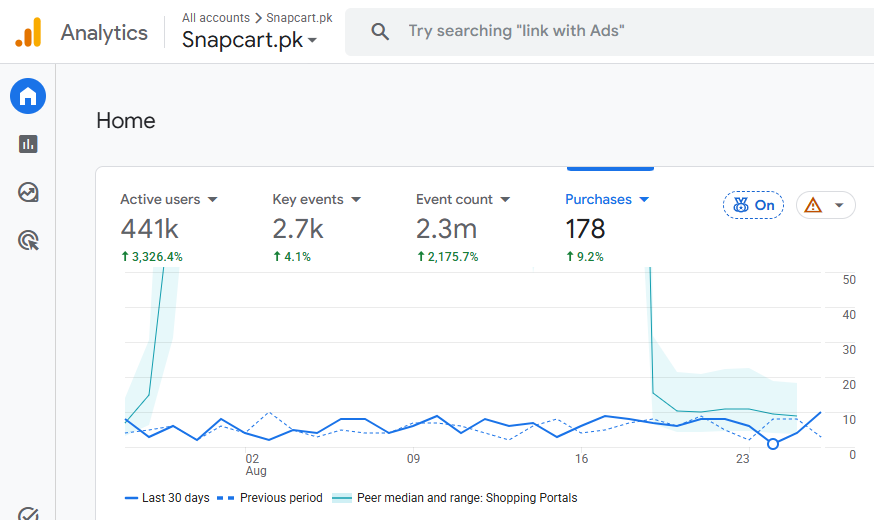 Analytics
All accounts > Snapcart.pk
Snapcart.pk
Try searching "link with Ads"
Home
Active users
441k
3,326.4%
Key events
2.7k
4.1%
Event count
2.3m
2,175.7%
Purchases
178
9.2%
On
50
40
30
20
10
0
02
Aug
09
16
23
Last 30 days
Previous period
Peer median and range: Shopping Portals